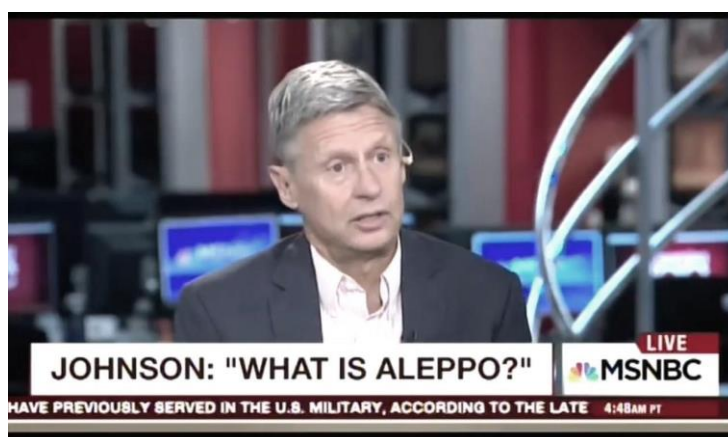 LIVE
JOHNSON: "WHAT IS ALEPPO?" MSNBC
HAVE PREVIOUSLY SERVED IN THE U.S. MILITARY, ACCORDING TO THE LATE 4:48AM PT